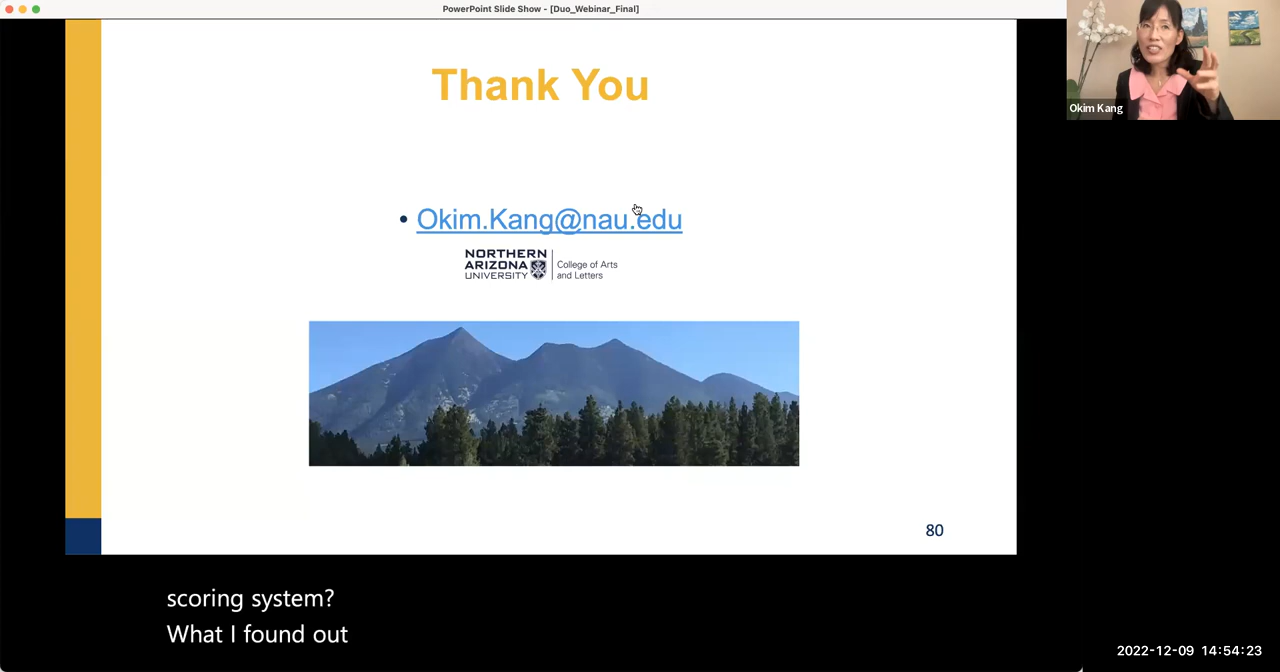 PowerPoint Slide Show - [Duo_Webinar_Final]
Okim Kang
Thank You
• Okim.Kang@nau.edu
NORTHERN
ARIZONA
UNIVERSITY
College of Arts
and Letters
80
scoring system?
What I found out
2022-12-09 14:54:23